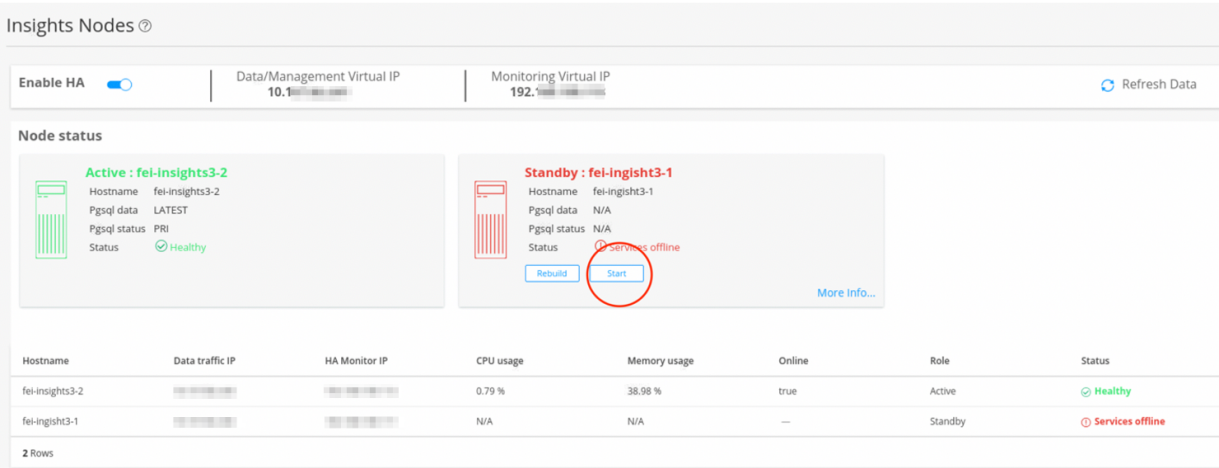 Insights Nodes
Enable HA
Data/Management Virtual IP
10.1
Monitoring Virtual IP
192.
Refresh Data
Node status
Active : fei-insights3-2
Hostname fei-insights3-2
Pgsql data LATEST
Pgsql status PRI
Status Healthy
Standby : fei-ingisht3-1
Hostname fei-ingisht3-1
Pgsql data N/A
Pgsql status N/A
Status Services offline
Rebuild Start
More Info...
Hostname Data traffic IP HA Monitor IP CPU usage Memory usage Online Role Status
fei-insights3-2 0.79 % 38.98 % true Active Healthy
fei-ingisht3-1 N/A N/A — Standby Services offline
2 Rows